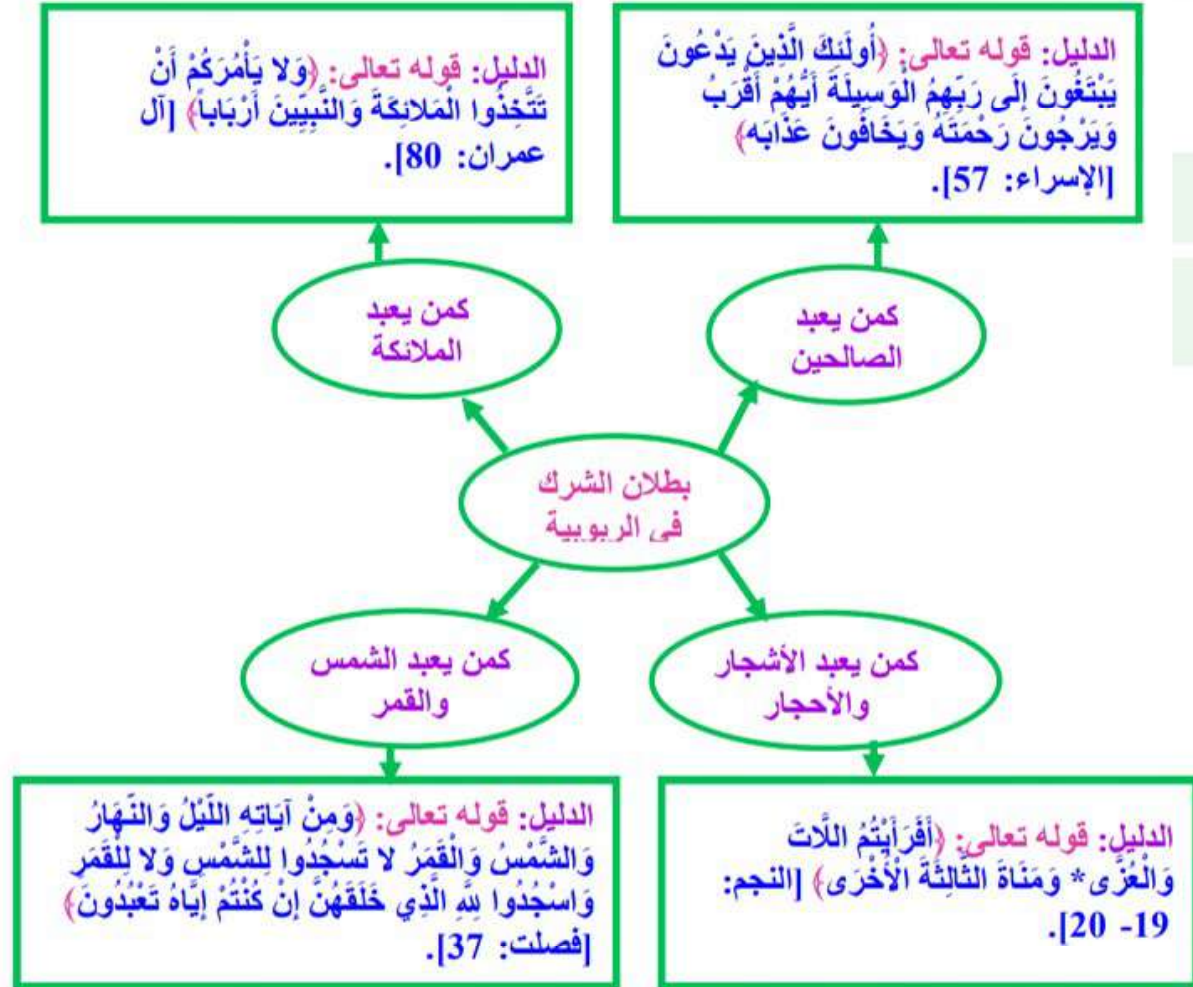 الدليل: قوله تعالى: ﴿أُولَئِكَ الَّذِينَ يَدْعُونَ
يَبْتَغُونَ إِلَى رَبِّهِمُ الْوَسِيلَةَ أَيُّهُمْ أَقْرَبُ
وَيَرْجُونَ رَحْمَتَهُ وَيَخَافُونَ عَذَابَه﴾
[الإسراء: 57].
الدليل: قوله تعالى: ﴿وَلا يَأْمُرَكُمْ أَنْ
تَتَّخِذُوا الْمَلائِكَةَ وَالنَّبِيِّينَ أَرْبَاباً﴾ [آل
عمران: 80].
كمن يعبد
الصالحين
كمن يعبد
الملائكة
بطلان الشرك
في الربوبية
كمن يعبد الأشجار
والأحجار
كمن يعبد الشمس
والقمر
الدليل: قوله تعالى: ﴿أَفَرَأَيْتُمُ اللَّاتَ
وَالْعُزَّى* وَمَنَاةَ الثَّالِثَةَ الْأُخْرَى﴾ [النجم:
19- 20].
الدليل: قوله تعالى: ﴿وَمِنْ آيَاتِهِ اللَّيْلُ وَالنَّهَارُ
وَالشَّمْسُ وَالْقَمَرُ لا تَسْجُدُوا لِلشَّمْسِ وَلا لِلْقَمَرِ
وَاسْجُدُوا لِلَّهِ الَّذِي خَلَقَهُنَّ إِنْ كُنْتُمْ إِيَّاهُ تَعْبُدُونَ﴾
[فصلت: 37].